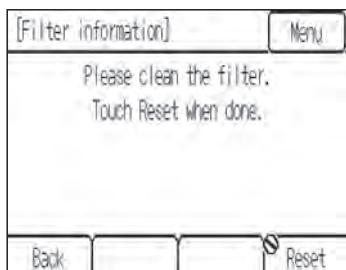 [Filter information] Menu
Please clean the filter.
Touch Reset when done.
Back Reset